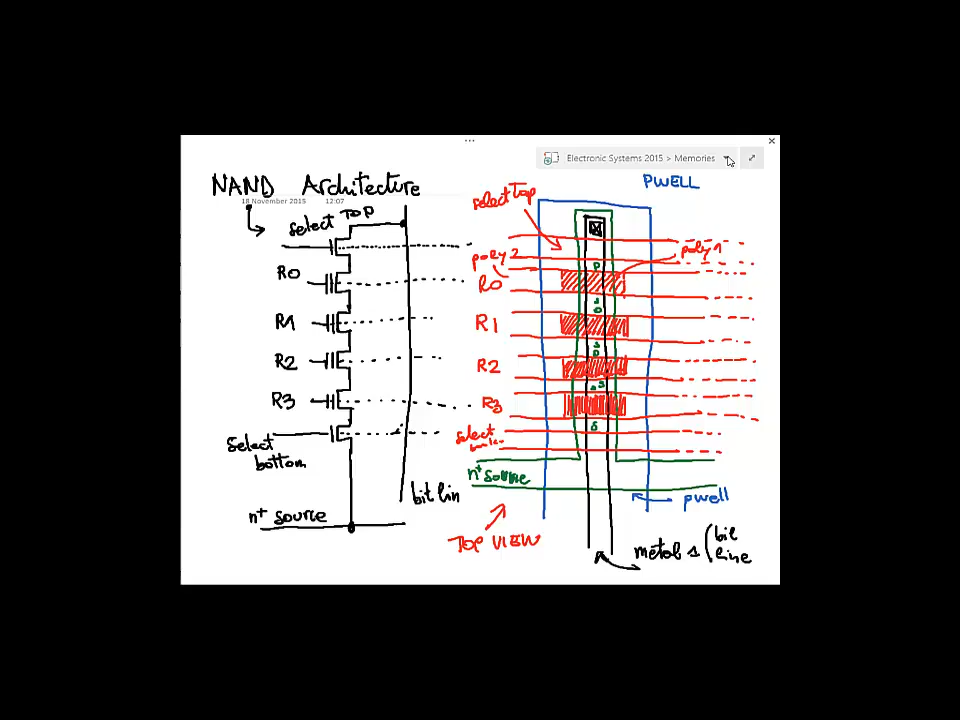 Electronic Systems 2015 > Memories
NAND Architecture
18 November 2015 12:07
select TOP
R0
R1
R2
R3
select
bottom
n+ source
bit lin
PWELL
select Top
poly 2
poly 1
R0
R1
R2
R3
select
D
S
D
S
D
S
D
S
n+ source
pwell
TOP VIEW
metal 1 (bit
line